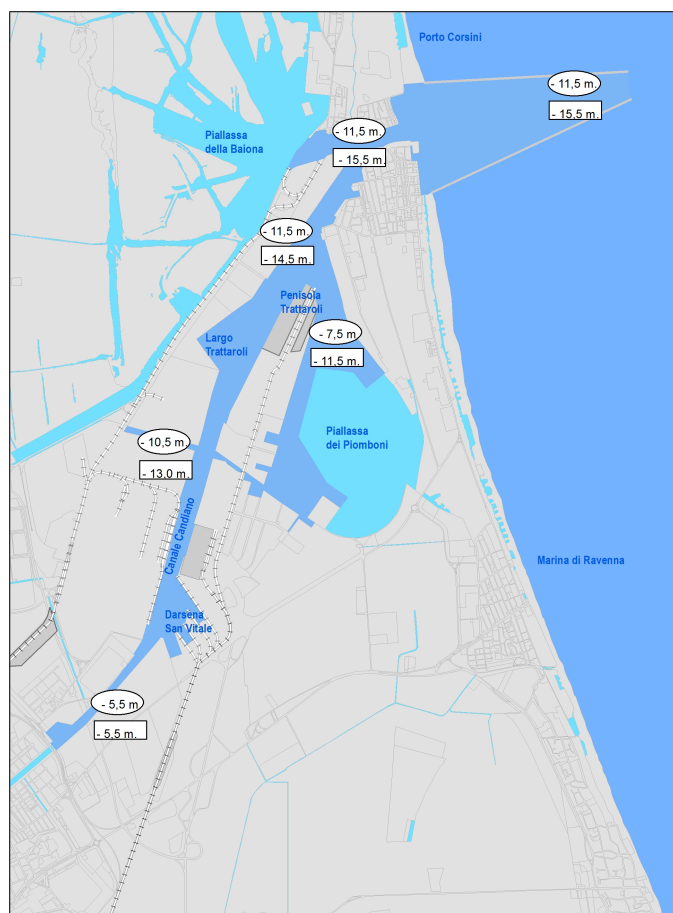 Porto Corsini
- 11,5 m.
- 15,5 m.
- 11,5 m.
- 15,5 m.
Piallassa
della Baiona
- 11,5 m.
- 14,5 m.
Penisola
Trattaroli
Largo
Trattaroli
- 7,5 m
- 11,5 m.
Piallassa
dei Piomboni
- 10,5 m.
- 13,0 m.
Canale Candiano
Marina di Ravenna
Darsena
San Vitale
- 5,5 m
- 5,5 m.